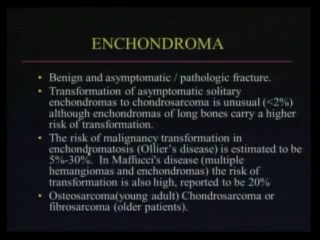 ENCHONDROMA
• Benign and asymptomatic / pathologic fracture.
• Transformation of asymptomatic solitary
enchondromas to chondrosarcoma is unusual (<2%)
although enchondromas of long bones carry a higher
risk of transformation.
• The risk of malignancy transformation in
enchondromatosis (Ollier's disease) is estimated to be
5%-30%. In Maffucci's disease (multiple
hemangiomas and enchondromas) the risk of
transformation is also high, reported to be 20%
• Osteosarcoma(young adult) Chondrosarcoma or
fibrosarcoma (older patients).